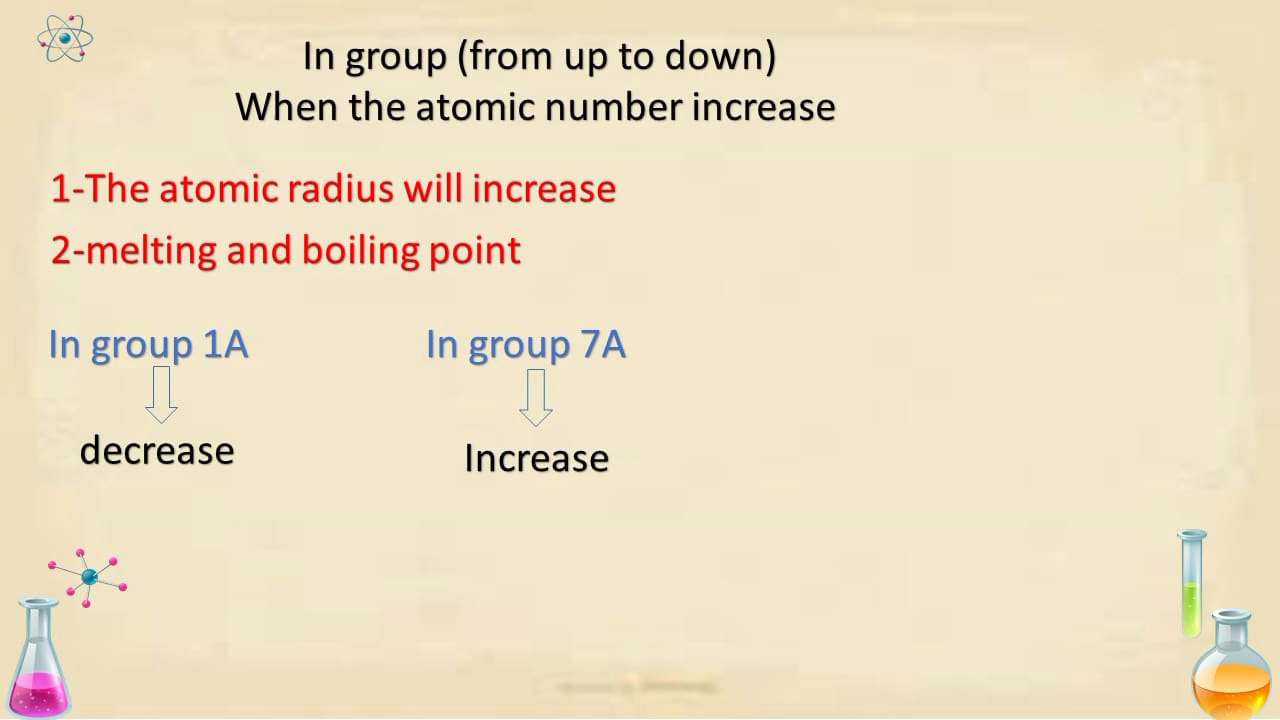 In group (from up to down)
When the atomic number increase
1-The atomic radius will increase
2-melting and boiling point
In group 1A
In group 7A
decrease
Increase